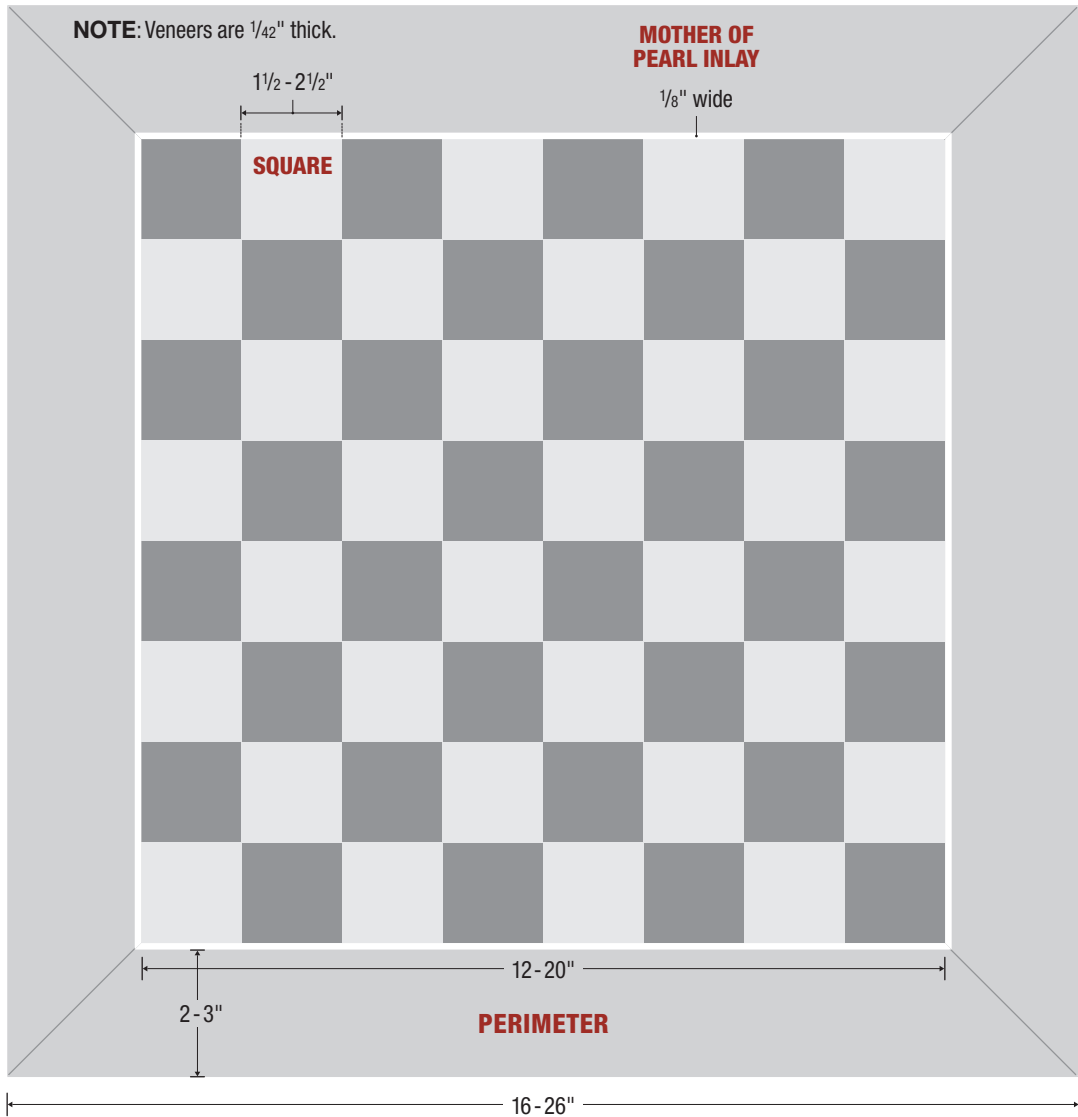 NOTE: Veneers are 1/42" thick.
MOTHER OF
PEARL INLAY
1/8" wide
1 1/2 - 2 1/2"
SQUARE
12-20"
2-3"
PERIMETER
16-26"